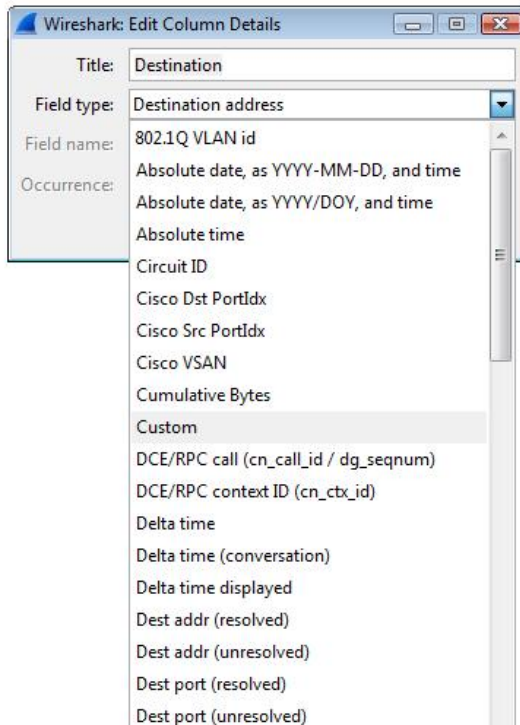 Wireshark: Edit Column Details
Title: Destination
Field type: Destination address
Field name:
Occurrence:
802.1Q VLAN id
Absolute date, as YYYY-MM-DD, and time
Absolute date, as YYYY/DOY, and time
Absolute time
Circuit ID
Cisco Dst PortIdx
Cisco Src PortIdx
Cisco VSAN
Cumulative Bytes
Custom
DCE/RPC call (cn_call_id / dg_seqnum)
DCE/RPC context ID (cn_ctx_id)
Delta time
Delta time (conversation)
Delta time displayed
Dest addr (resolved)
Dest addr (unresolved)
Dest port (resolved)
Dest port (unresolved)